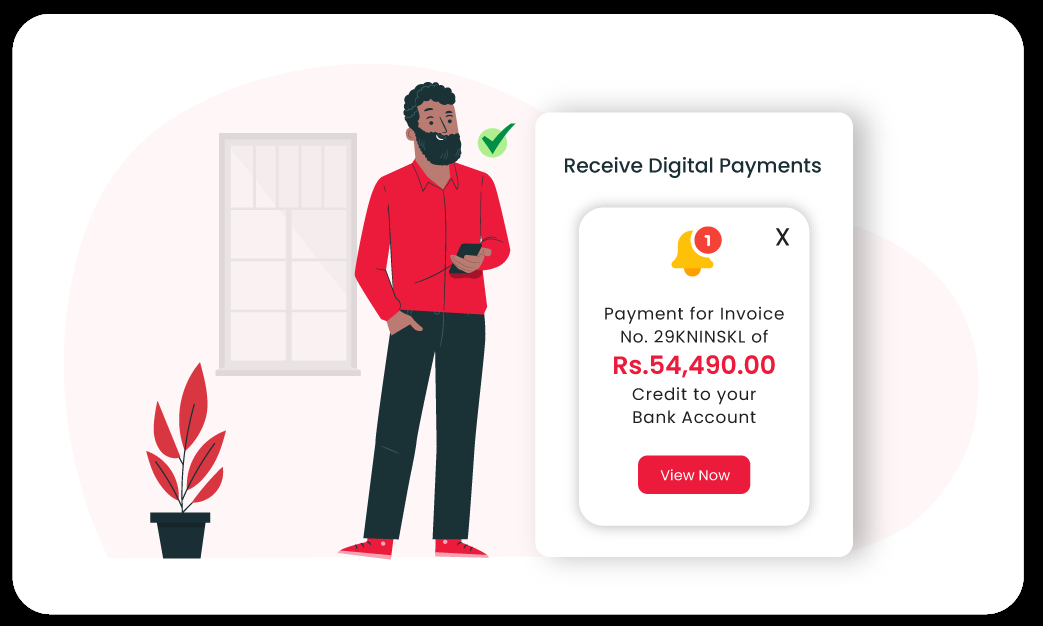 Receive Digital Payments
1
X
Payment for Invoice
No. 29KNINSKL of
Rs.54,490.00
Credit to your
Bank Account
View Now